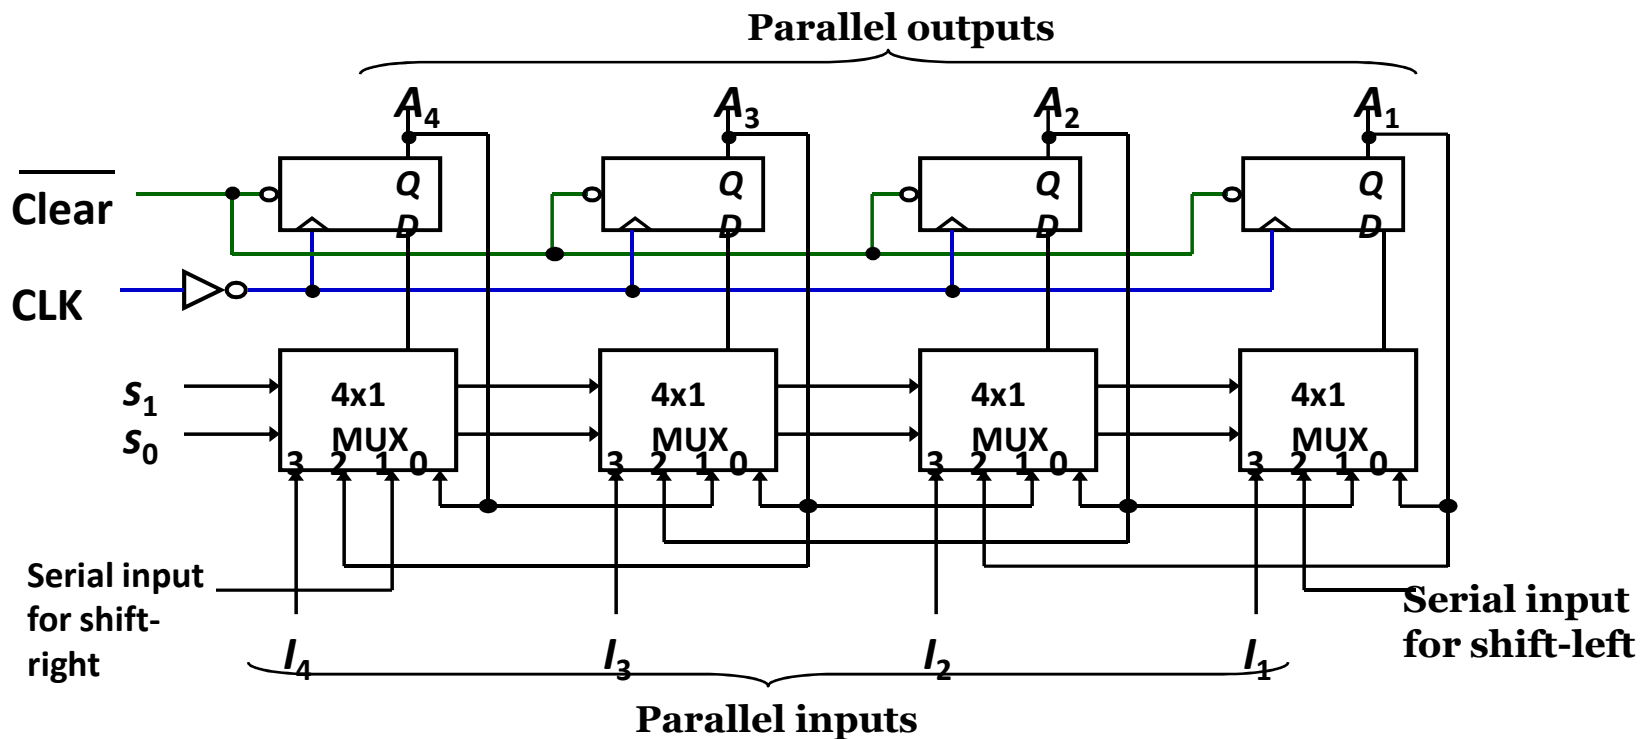 Parallel outputs
A4 A3 A2 A1
Clear
Q Q Q Q
D D D D
CLK
s1
s0
4x1 4x1 4x1 4x1
MUX MUX MUX MUX
3 2 1 0 3 2 1 0 3 2 1 0 3 2 1 0
Serial input
for shift-
right
Serial input
for shift-left
I4 I3 I2 I1
Parallel inputs